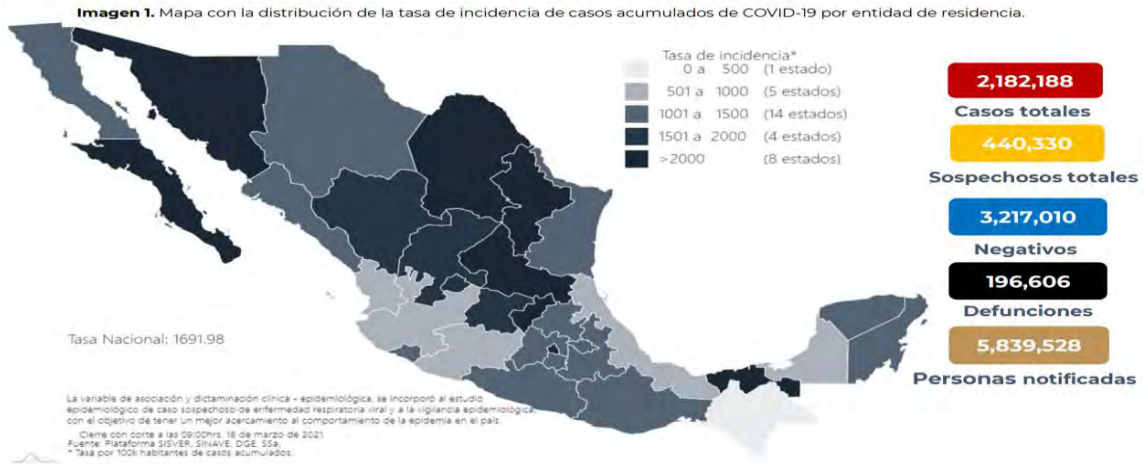 Imagen 1. Mapa con la distribución de la tasa de incidencia de casos acumulados de COVID-19 por entidad de residencia.
Tasa de incidencia*
0 a 500 (1 estado)
501 a 1000 (5 estados)
1001 a 1500 (14 estados)
1501 a 2000 (4 estados)
>2000 (8 estados)
2,182,188
Casos totales
440,330
Sospechosos totales
3,217,010
Negativos
196,606
Defunciones
5,839,528
Personas notificadas
Tasa Nacional: 1691.98
La variable de asociación y dictaminación clínica - epidemiológica, se incorporó al estudio
epidemiológico de caso sospechoso de enfermedad respiratoria viral y a la vigilancia epidemiológica,
con el objetivo de tener un mejor acercamiento al comportamiento de la epidemia en el país.
Cierre con corte a las 09:00hrs, 18 de marzo de 2021
Fuente: Plataforma SISVER, SINAVE, DGE, SSa.
* Tasa por 100k habitantes de casos acumulados.